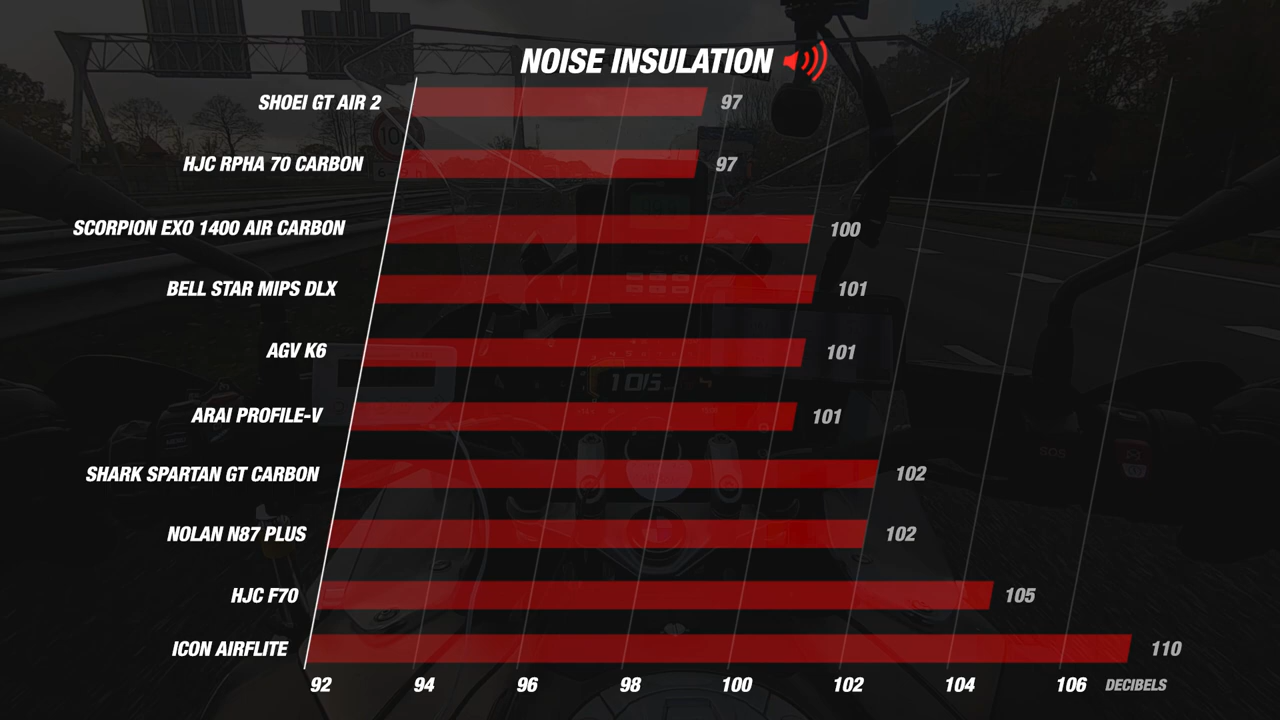 NOISE INSULATION
SHOEI GT AIR 2 97
HJC RPHA 70 CARBON 97
SCORPION EXO 1400 AIR CARBON 100
BELL STAR MIPS DLX 101
AGV K6 101
106
ARAI PROFILE-V 101
SHARK SPARTAN GT CARBON 102
NOLAN N87 PLUS 102
HJC F70 105
ICON AIRFLITE 110
92 94 96 98 100 102 104 106 DECIBELS